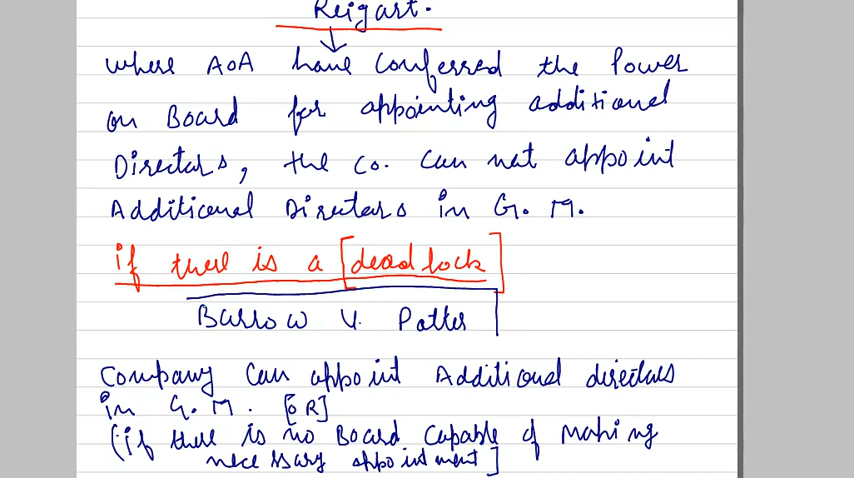 Reigart.
where AoA have conferred the Power
on Board for appointing additional
Directors, the co. can not appoint
Additional Directors in G. M.
if there is a [deadlock]
Barrow V. Potter
Company can appoint Additional directors
in G. M. [OR]
(if there is no Board capable of making
necessary appointment]